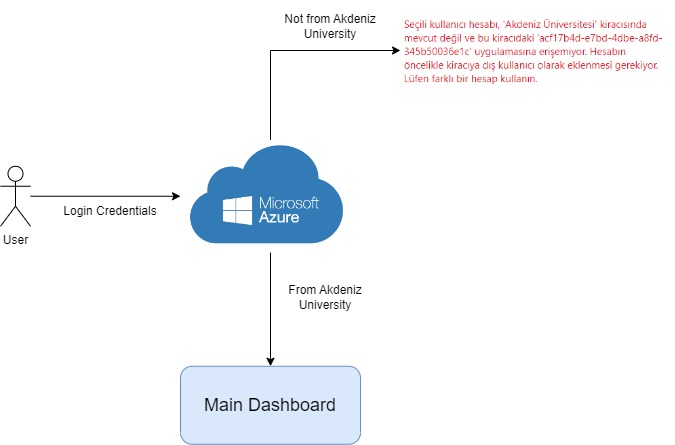 Not from Akdeniz
University
Seçili kullanıcı hesabı, 'Akdeniz Üniversitesi' kiracısında
mevcut değil ve bu kiracıdaki 'acf17b4d-e7bd-4dbe-a8fd-
345b50036e1c' uygulamasına erişemiyor. Hesabın
öncelikle kiracıya dış kullanıcı olarak eklenmesi gerekiyor.
Lüfen farklı bir hesap kullanın.
Microsoft
Azure
Login Credentials
User
From Akdeniz
University
Main Dashboard